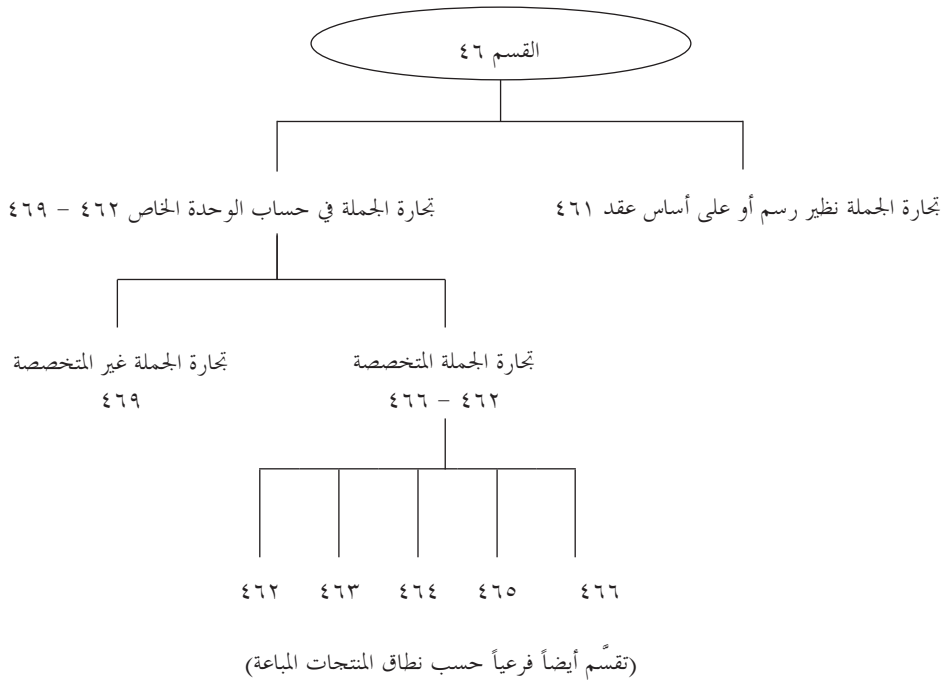 القسم ٤٦
تجارة الجملة نظير رسم أو على أساس عقد ٤٦١
تجارة الجملة في حساب الوحدة الخاص ٤٦٢ – ٤٦٩
تجارة الجملة المتخصصة
٤٦٢ – ٤٦٦
تجارة الجملة غير المتخصصة
٤٦٩
٤٦٦ ٤٦٥ ٤٦٤ ٤٦٣ ٤٦٢
(تقسَّم أيضاً فرعياً حسب نطاق المنتجات المباعة)